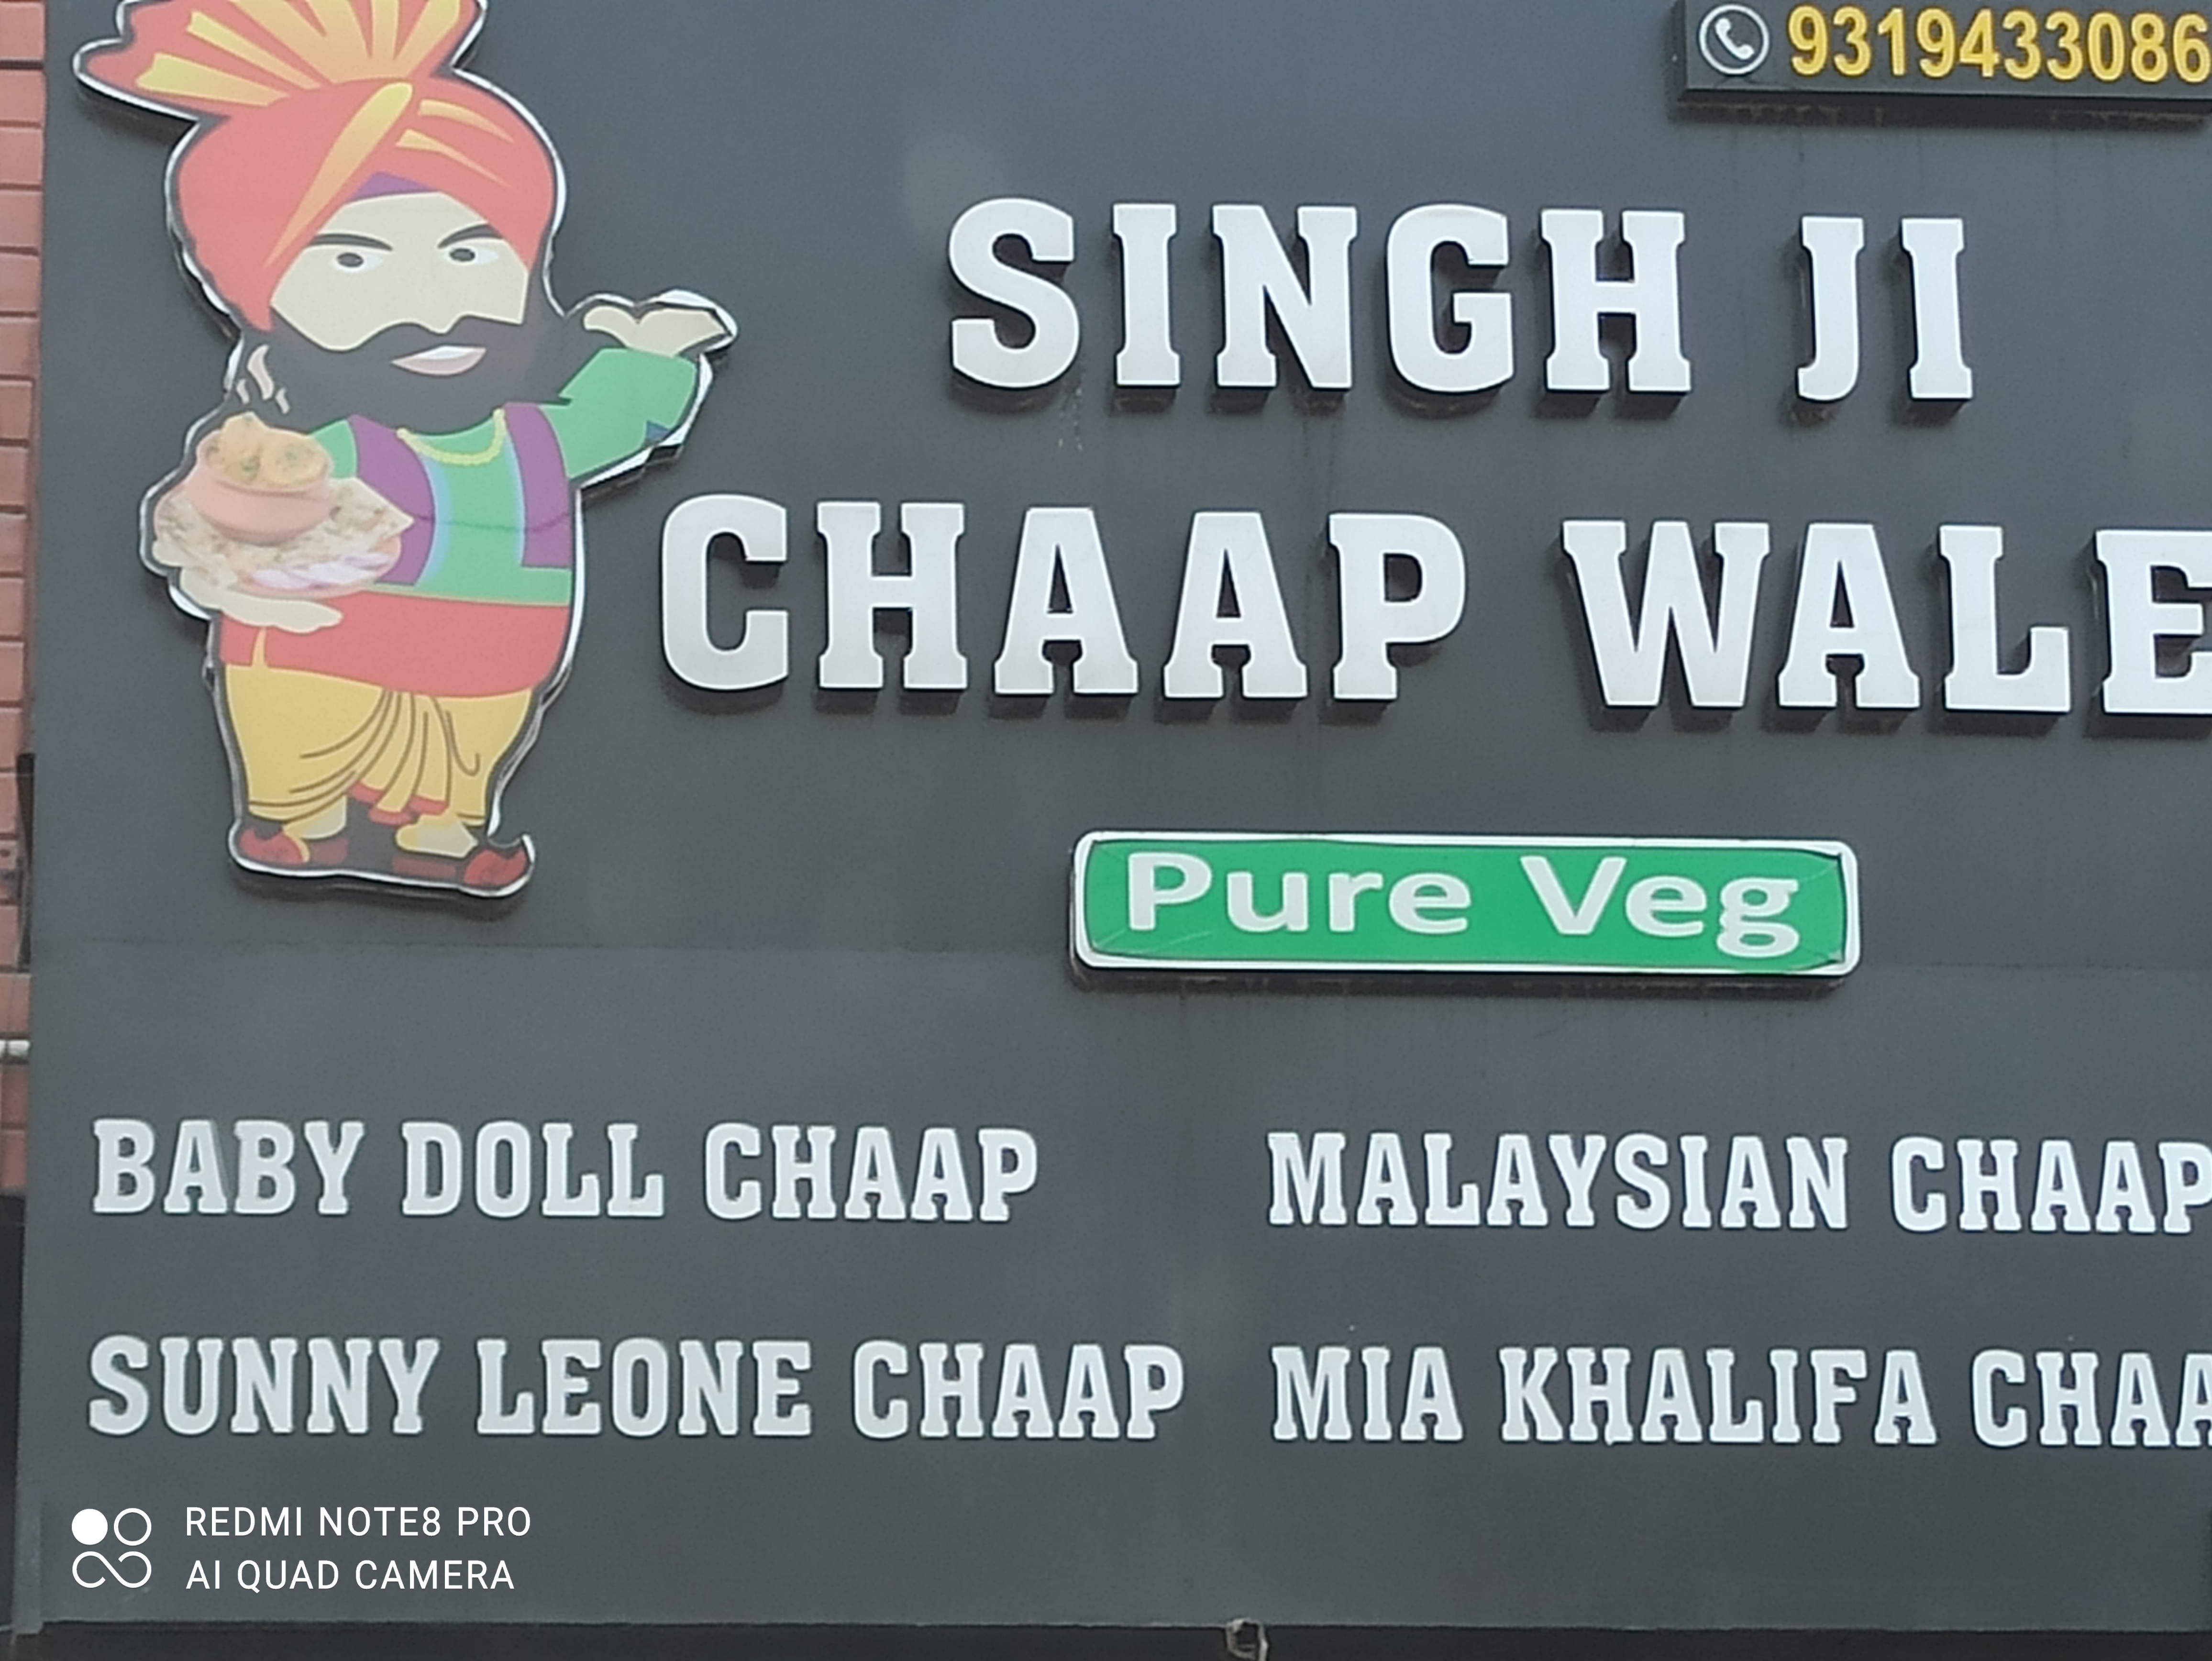 9319433086
SINGH JI
CHAAP WALE
Pure Veg
BABY DOLL CHAAP
MALAYSIAN CHAAP
SUNNY LEONE CHAAP
MIA KHALIFA CHAA
REDMI NOTE8 PRO
AI QUAD CAMERA